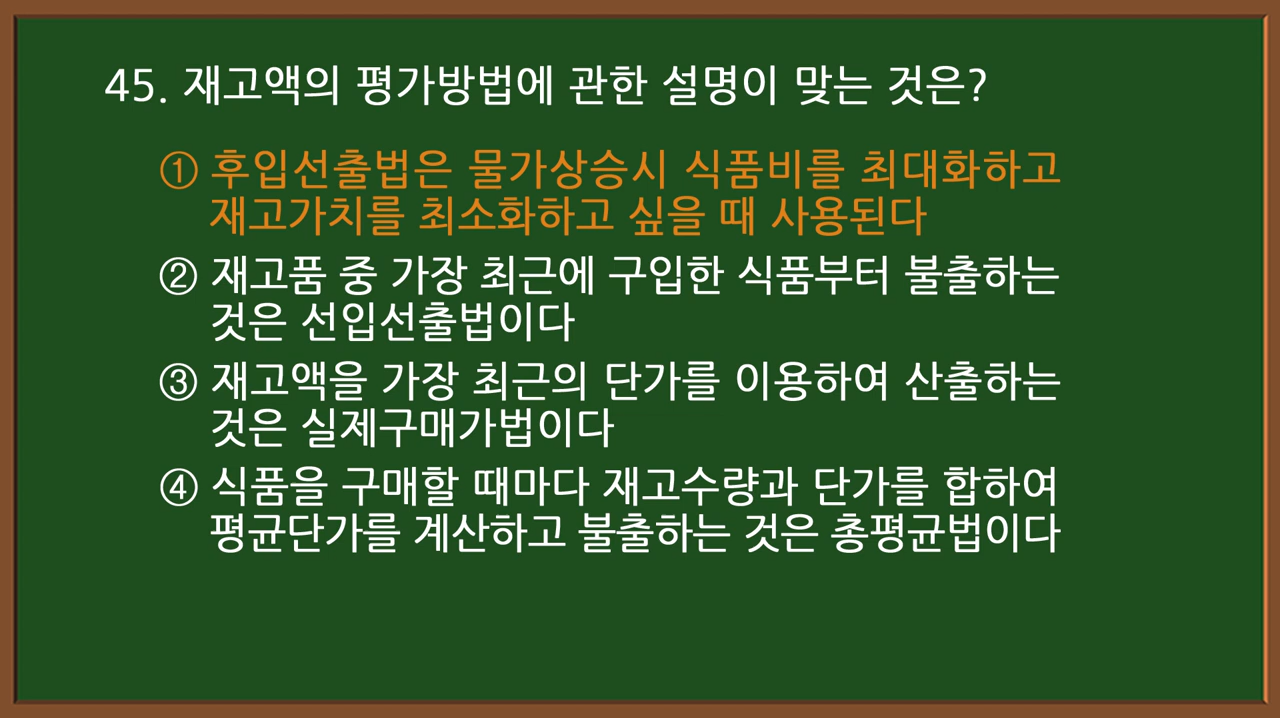 45. 재고액의 평가방법에 관한 설명이 맞는 것은?
① 후입선출법은 물가상승시 식품비를 최대화하고
재고가치를 최소화하고 싶을 때 사용된다
② 재고품 중 가장 최근에 구입한 식품부터 불출하는
것은 선입선출법이다
③ 재고액을 가장 최근의 단가를 이용하여 산출하는
것은 실제구매가법이다
④ 식품을 구매할 때마다 재고수량과 단가를 합하여
평균단가를 계산하고 불출하는 것은 총평균법이다